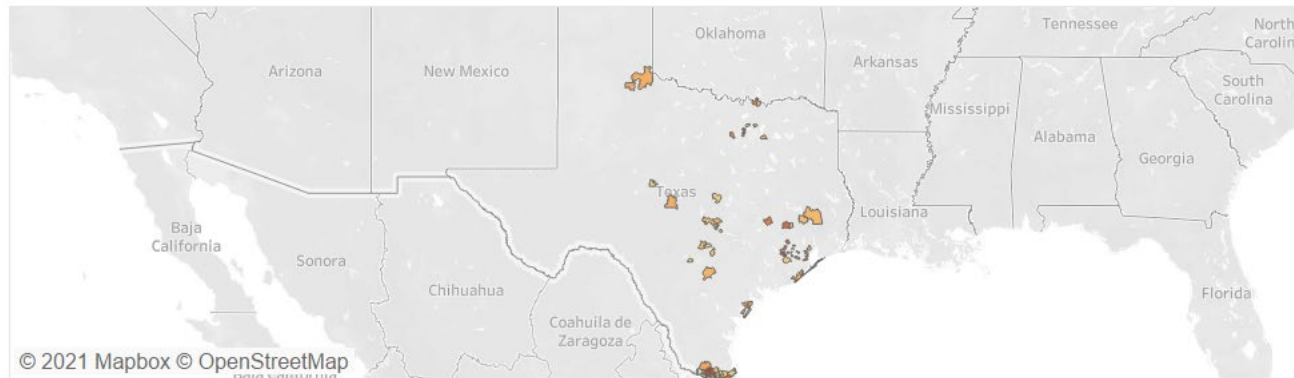 Tennessee
North
Carolin
Oklahoma
Arizona
New Mexico
Arkansas
South
Carolina
Mississippi
Alabama
Georgia
Texas
Louisiana
Baja
California
Sonora
Chihuahua
Florida
Coahuila de
Zaragoza
© 2021 Mapbox © OpenStreetMap